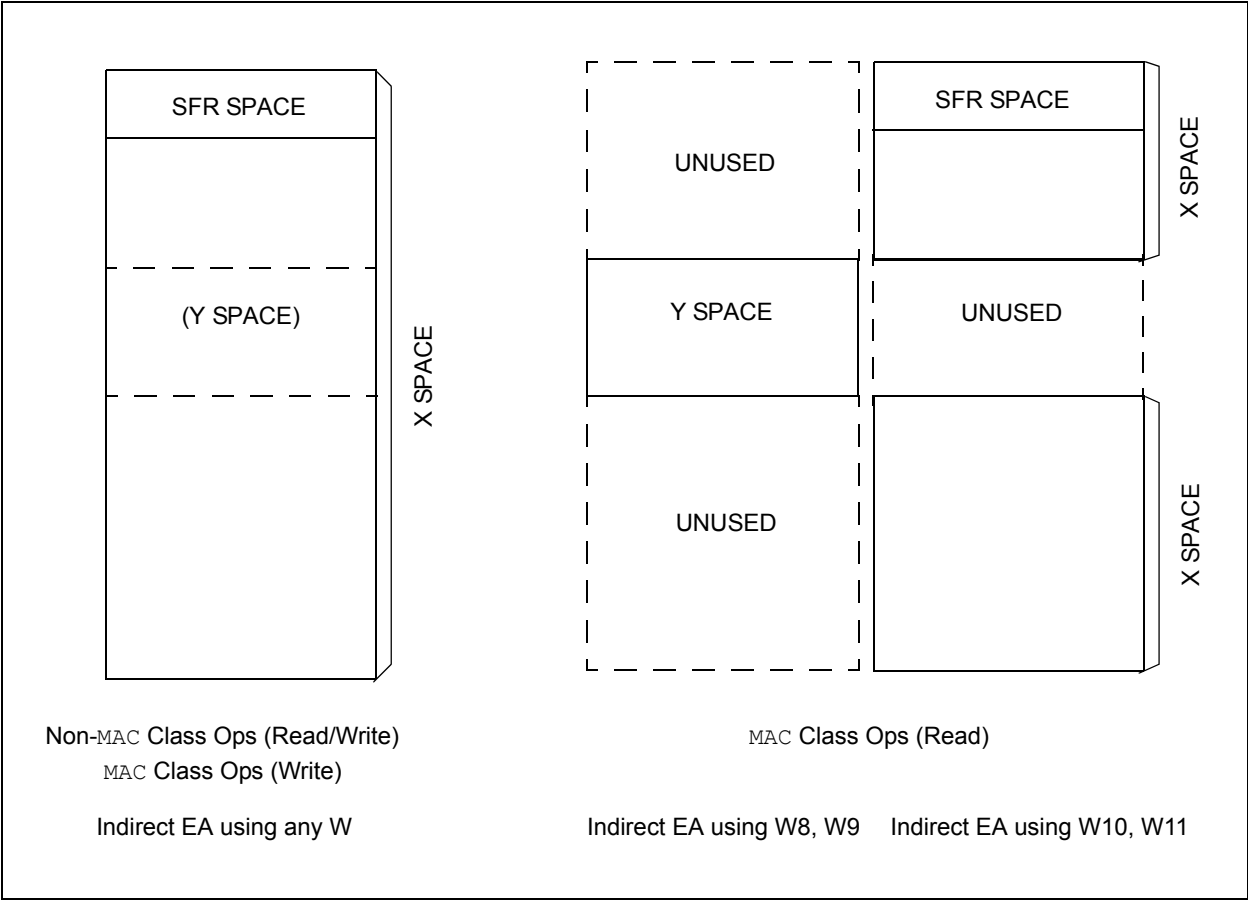 SFR SPACE
(Y SPACE)
X SPACE
Non-MAC Class Ops (Read/Write)
MAC Class Ops (Write)
Indirect EA using any W
UNUSED
Y SPACE
UNUSED
SFR SPACE
UNUSED
X SPACE
X SPACE
MAC Class Ops (Read)
Indirect EA using W8, W9
Indirect EA using W10, W11